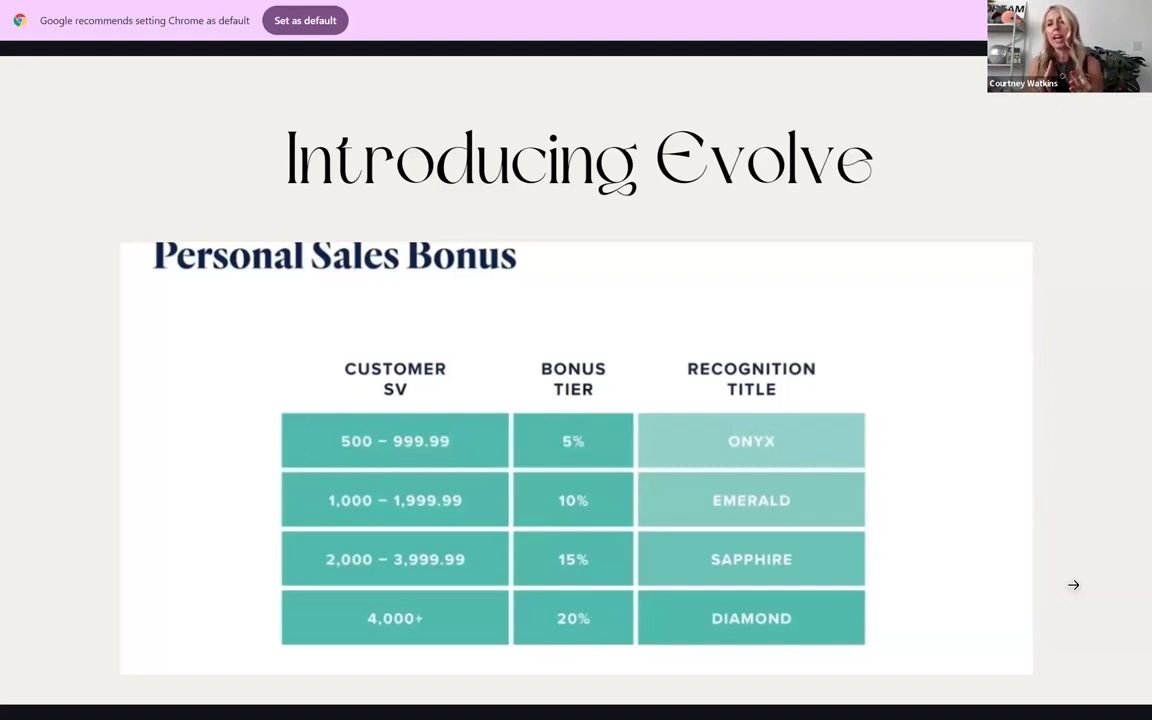 Google recommends setting Chrome as default
Set as default
Courtney Watkins
Introducing Evolve
Personal Sales Bonus
CUSTOMER SV
BONUS TIER
RECOGNITION TITLE
500 – 999.99
5%
ONYX
1,000 – 1,999.99
10%
EMERALD
2,000 – 3,999.99
15%
SAPPHIRE
4,000+
20%
DIAMOND